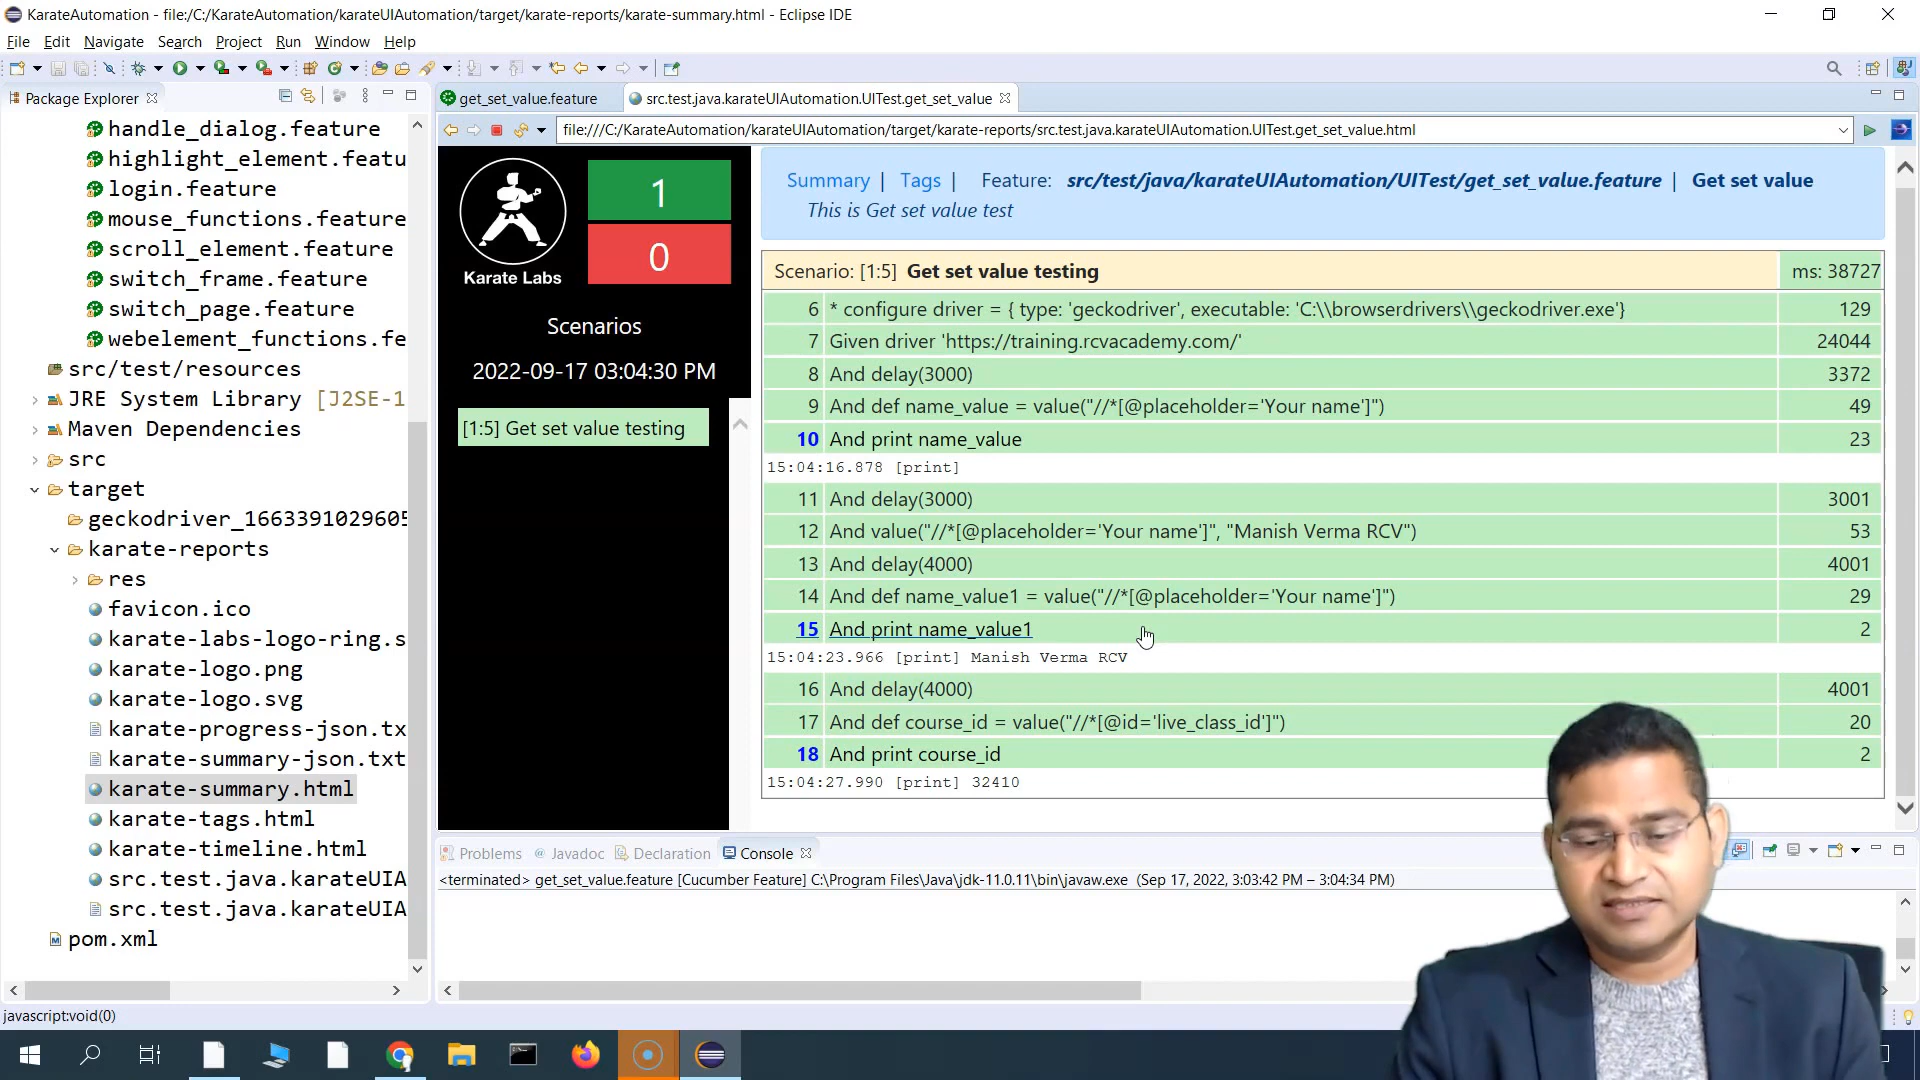 KarateAutomation - file:/C:/KarateAutomation/karateUIAutomation/target/karate-reports/karate-summary.html - Eclipse IDE
File Edit Navigate Search Project Run Window Help
Package Explorer
get_set_value.feature
src.test.java.karateUIAutomation.UITest.get_set_value
file:///C:/KarateAutomation/karateUIAutomation/target/karate-reports/src.test.java.karateUIAutomation.UITest.get_set_value.html
handle_dialog.feature
highlight_element.featu
login.feature
mouse_functions.feature
scroll_element.feature
switch_frame.feature
switch_page.feature
webelement_functions.fe
src/test/resources
JRE System Library [J2SE-1
Maven Dependencies
src
target
geckodriver_1663391029605
karate-reports
res
favicon.ico
karate-labs-logo-ring.s
karate-logo.png
karate-logo.svg
karate-progress-json.tx
karate-summary-json.txt
karate-summary.html
karate-tags.html
karate-timeline.html
src.test.java.karateUIA
src.test.java.karateUIA
pom.xml
Karate Labs
1
0
Scenarios
2022-09-17 03:04:30 PM
[1:5] Get set value testing
Summary | Tags | Feature: src/test/java/karateUIAutomation/UITest/get_set_value.feature | Get set value
This is Get set value test
Scenario: [1:5] Get set value testing ms: 38727
6 * configure driver = { type: 'geckodriver', executable: 'C:\\browserdrivers\\geckodriver.exe'} 129
7 Given driver 'https://training.rcvacademy.com/' 24044
8 And delay(3000) 3372
9 And def name_value = value("//*[@placeholder='Your name']") 49
10 And print name_value 23
15:04:16.878 [print]
11 And delay(3000) 3001
12 And value("//*[@placeholder='Your name']", "Manish Verma RCV") 53
13 And delay(4000) 4001
14 And def name_value1 = value("//*[@placeholder='Your name']") 29
15 And print name_value1 2
15:04:23.966 [print] Manish Verma RCV
16 And delay(4000) 4001
17 And def course_id = value("//*[@id='live_class_id']") 20
18 And print course_id 2
15:04:27.990 [print] 32410
Problems Javadoc Declaration Console
<terminated> get_set_value.feature [Cucumber Feature] C:\Program Files\Java\jdk-11.0.11\bin\javaw.exe (Sep 17, 2022, 3:03:42 PM – 3:04:34 PM)
javascript:void(0)